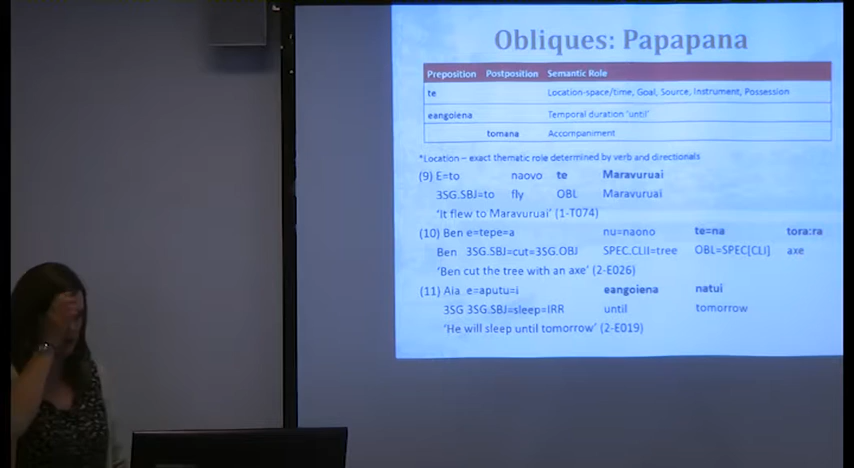 Obliques: Papapana
Preposition Postposition Semantic Role
te Location-space/time, Goal, Source, Instrument, Possession
eangoiena Temporal duration 'until'
tomana Accompaniment
*Location – exact thematic role determined by verb and directionals
(9) E=to naovo te Maravuruai
3SG.SBJ=to fly OBL Maravuruai
'It flew to Maravuruai' (1-T074)
(10) Ben e=tepe=a nu=naono te=na tora:ra
Ben 3SG.SBJ=cut=3SG.OBJ SPEC.CLII=tree OBL=SPEC[CLI] axe
'Ben cut the tree with an axe' (2-E026)
(11) Aia e=aputu=i eangoiena natui
3SG 3SG.SBJ=sleep=IRR until tomorrow
'He will sleep until tomorrow' (2-E019)